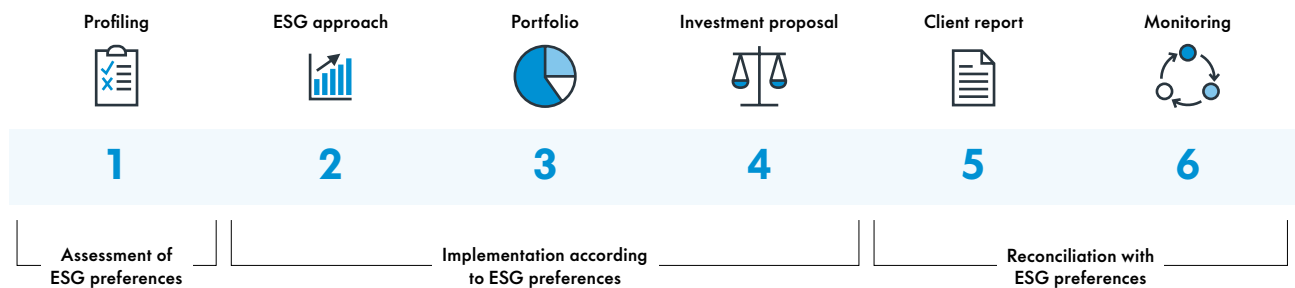 Profiling
ESG approach
Portfolio
Investment proposal
Client report
Monitoring
1
2
3
4
5
6
Assessment of
ESG preferences
Implementation according
to ESG preferences
Reconciliation with
ESG preferences